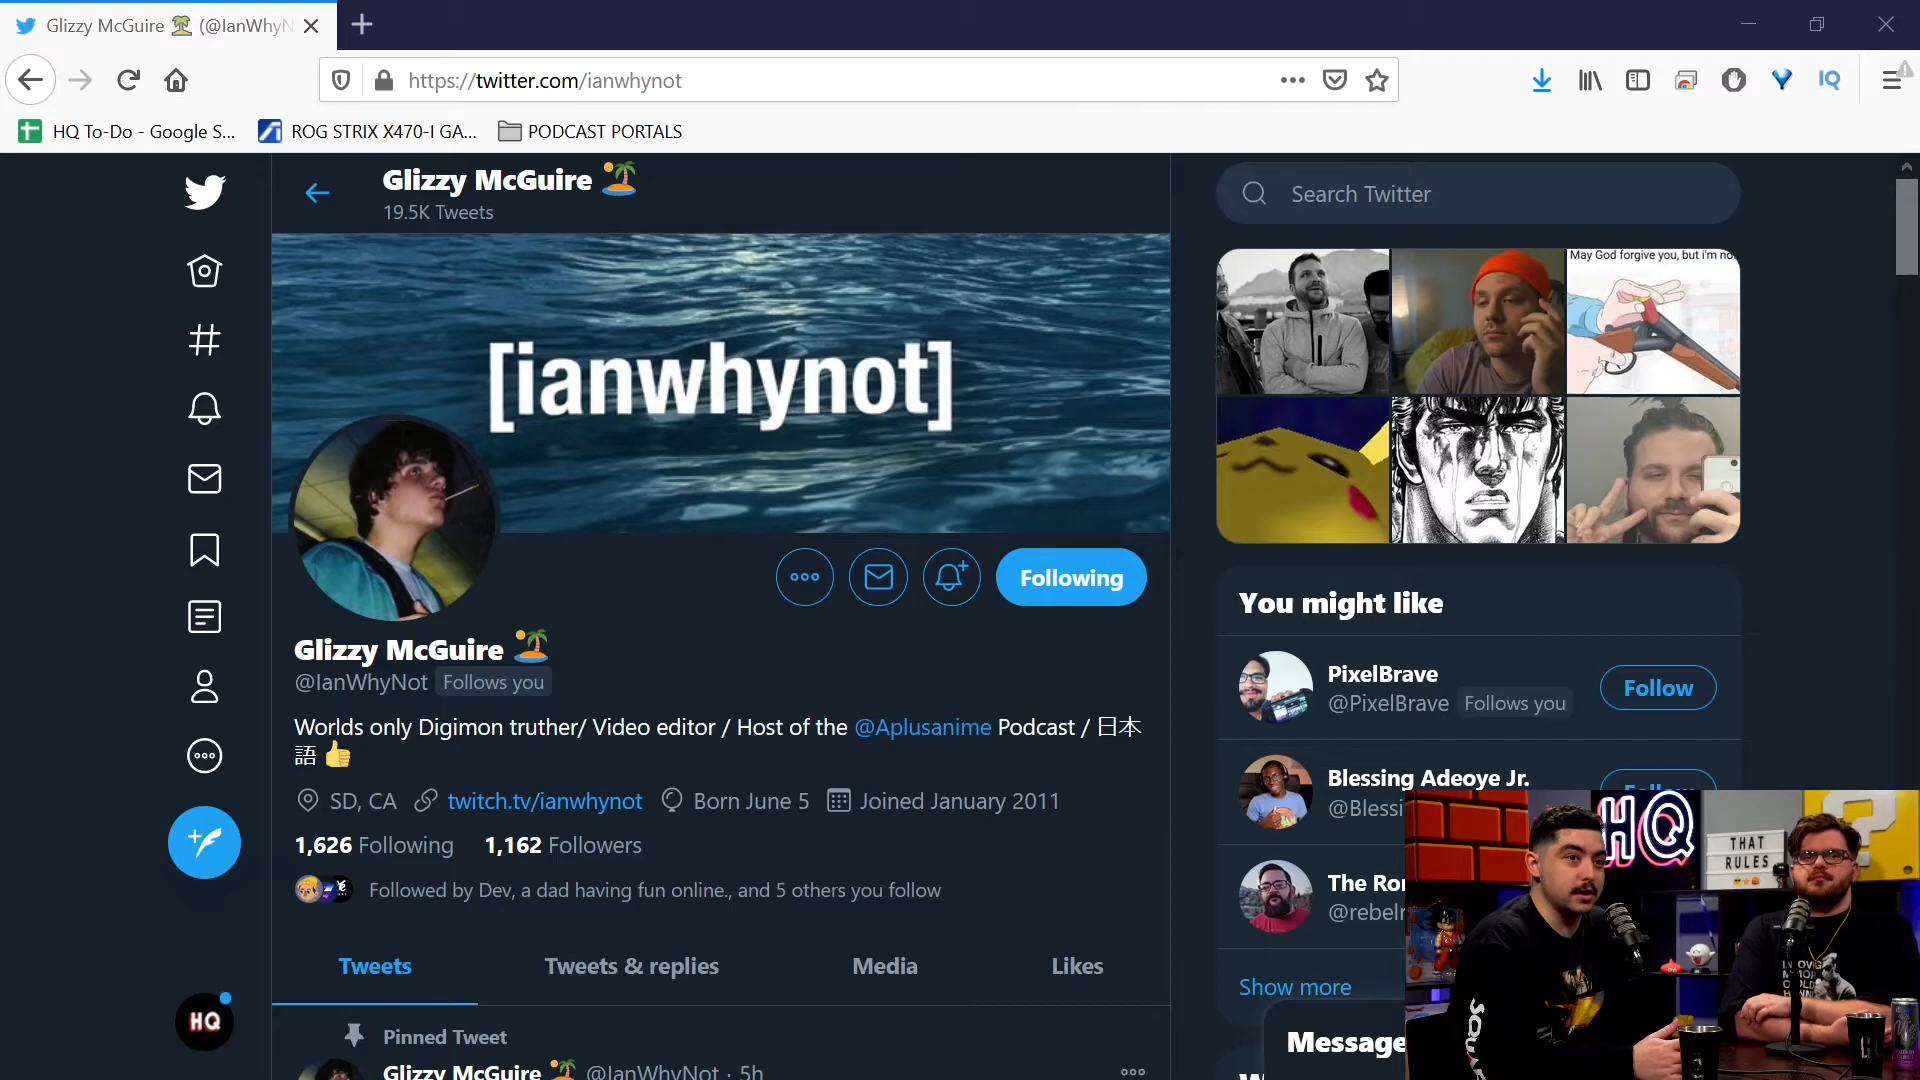 Glizzy McGuire 🏝️ (@IanWhyN
https://twitter.com/ianwhynot
IQ
HQ To-Do - Google S...
ROG STRIX X470-I GA...
PODCAST PORTALS
Glizzy McGuire 🏝️
19.5K Tweets
Search Twitter
[ianwhynot]
May God forgive you, but i'm no
Following
Glizzy McGuire 🏝️
@IanWhyNot Follows you
Worlds only Digimon truther/ Video editor / Host of the @Aplusanime Podcast / 日本
語 👍
SD, CA twitch.tv/ianwhynot Born June 5 Joined January 2011
1,626 Following 1,162 Followers
Followed by Dev, a dad having fun online., and 5 others you follow
Tweets Tweets & replies Media Likes
Pinned Tweet
Glizzy McGuire 🏝️ @IanWhyNot · 5h
You might like
PixelBrave
@PixelBrave Follows you
Follow
Blessing Adeoye Jr.
@Blessi
Follow
The Ror
@rebelr
Show more
Message
HQ
HQ
THAT
RULES